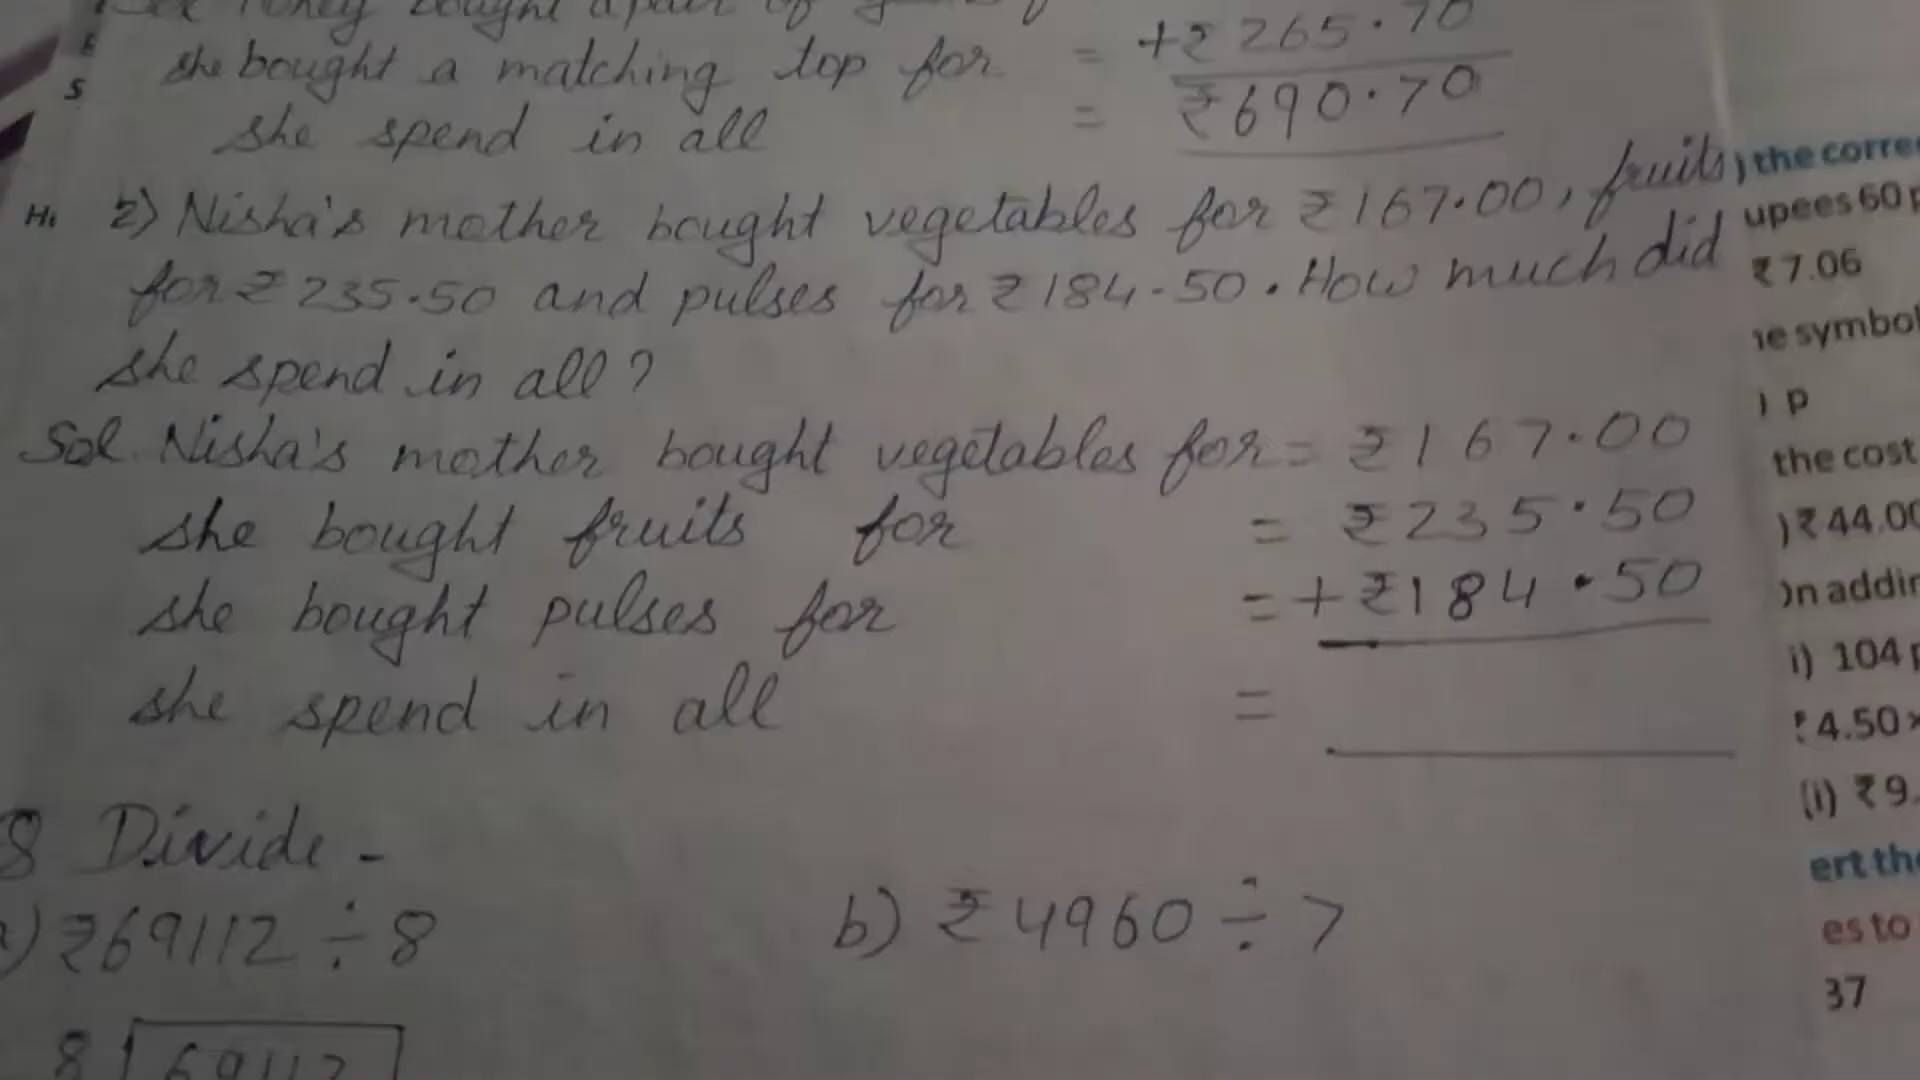 bought a
= +₹265.70
she bought a matching top for
= ₹690.70
she spend in all
2) Nisha's mother bought vegetables for ₹167.00, fruits
for ₹235.50 and pulses for ₹184.50. How much did
she spend in all?
Sol. Nisha's mother bought vegetables for = ₹167.00
she bought fruits for = ₹235.50
she bought pulses for = +₹184.50
she spend in all =
8 Divide -
a) ₹69112 ÷ 8 b) ₹4960 ÷ 7
8 69112
the corre
upees 60 p
₹7.06
symbol
) p
the cost
) ₹44.00
i) 104 p
4.50 ×
(i) ₹9.
es to
37